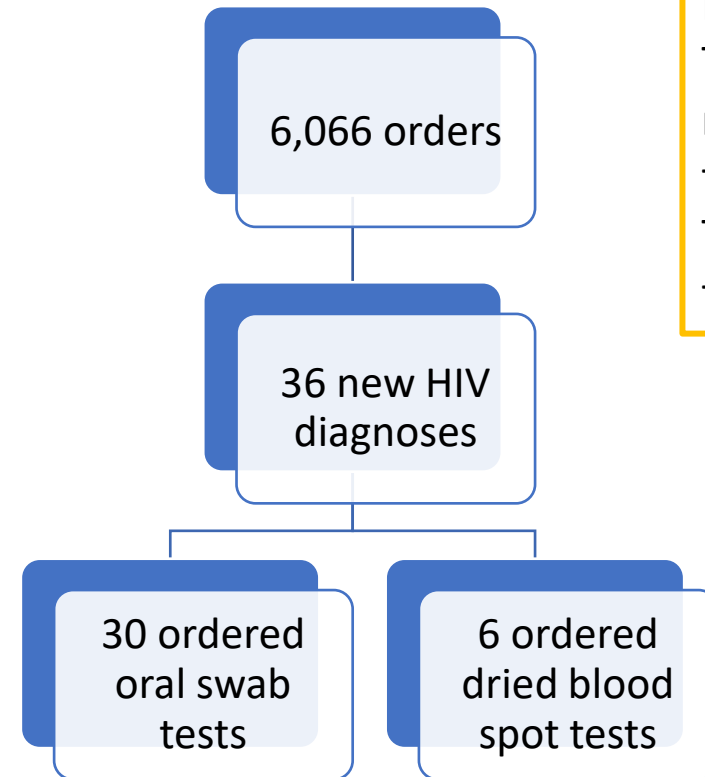 6,066 orders
36 new HIV
diagnoses
30 ordered
oral swab
tests
6 ordered
dried blood
spot tests